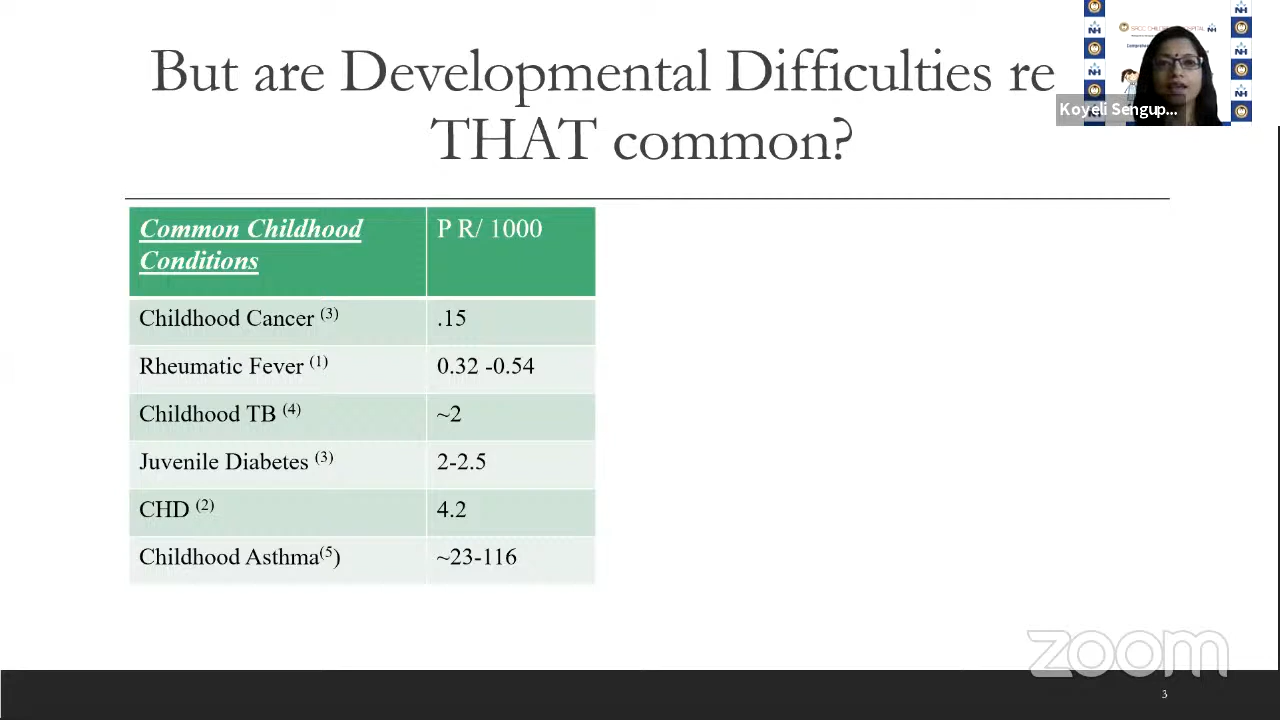 But are Developmental Difficulties re
THAT common?
Koyeli Sengup...
Common Childhood
Conditions
P R/ 1000
Childhood Cancer (3)
.15
Rheumatic Fever (1)
0.32 -0.54
Childhood TB (4)
~2
Juvenile Diabetes (3)
2-2.5
CHD (2)
4.2
Childhood Asthma(5)
~23-116
zoom
3